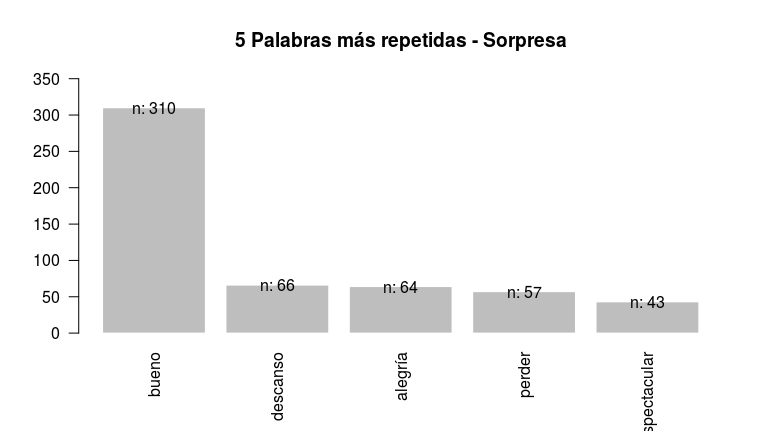 5 Palabras más repetidas - Sorpresa
350
300
250
200
150
100
50
0
n: 310
n: 66
n: 64
n: 57
n: 43
bueno
descanso
alegría
perder
spectacular